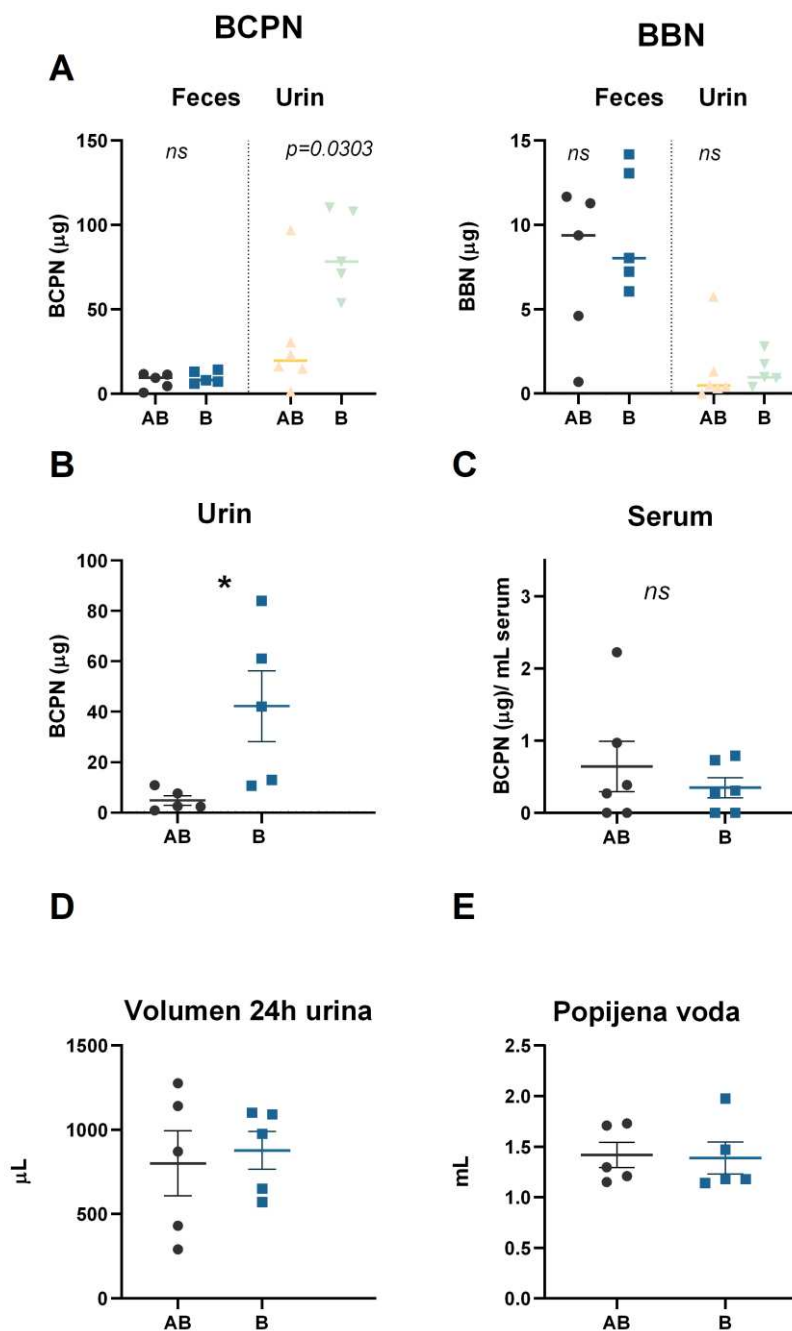 BCPN
BBN
A
Feces Urin
Feces Urin
ns
p=0.0303
ns
ns
BCPN (µg)
150
100
50
0
AB B AB B
BBN (µg)
15
10
5
0
AB B AB B
B
C
Urin
Serum
*
ns
BCPN (µg)
100
80
60
40
20
0
AB B
BCPN (µg)/ mL serum
3
2
1
0
AB B
D
E
Volumen 24h urina
Popijena voda
µL
1500
1000
500
0
AB B
mL
2.5
2.0
1.5
1.0
0.5
0.0
AB B